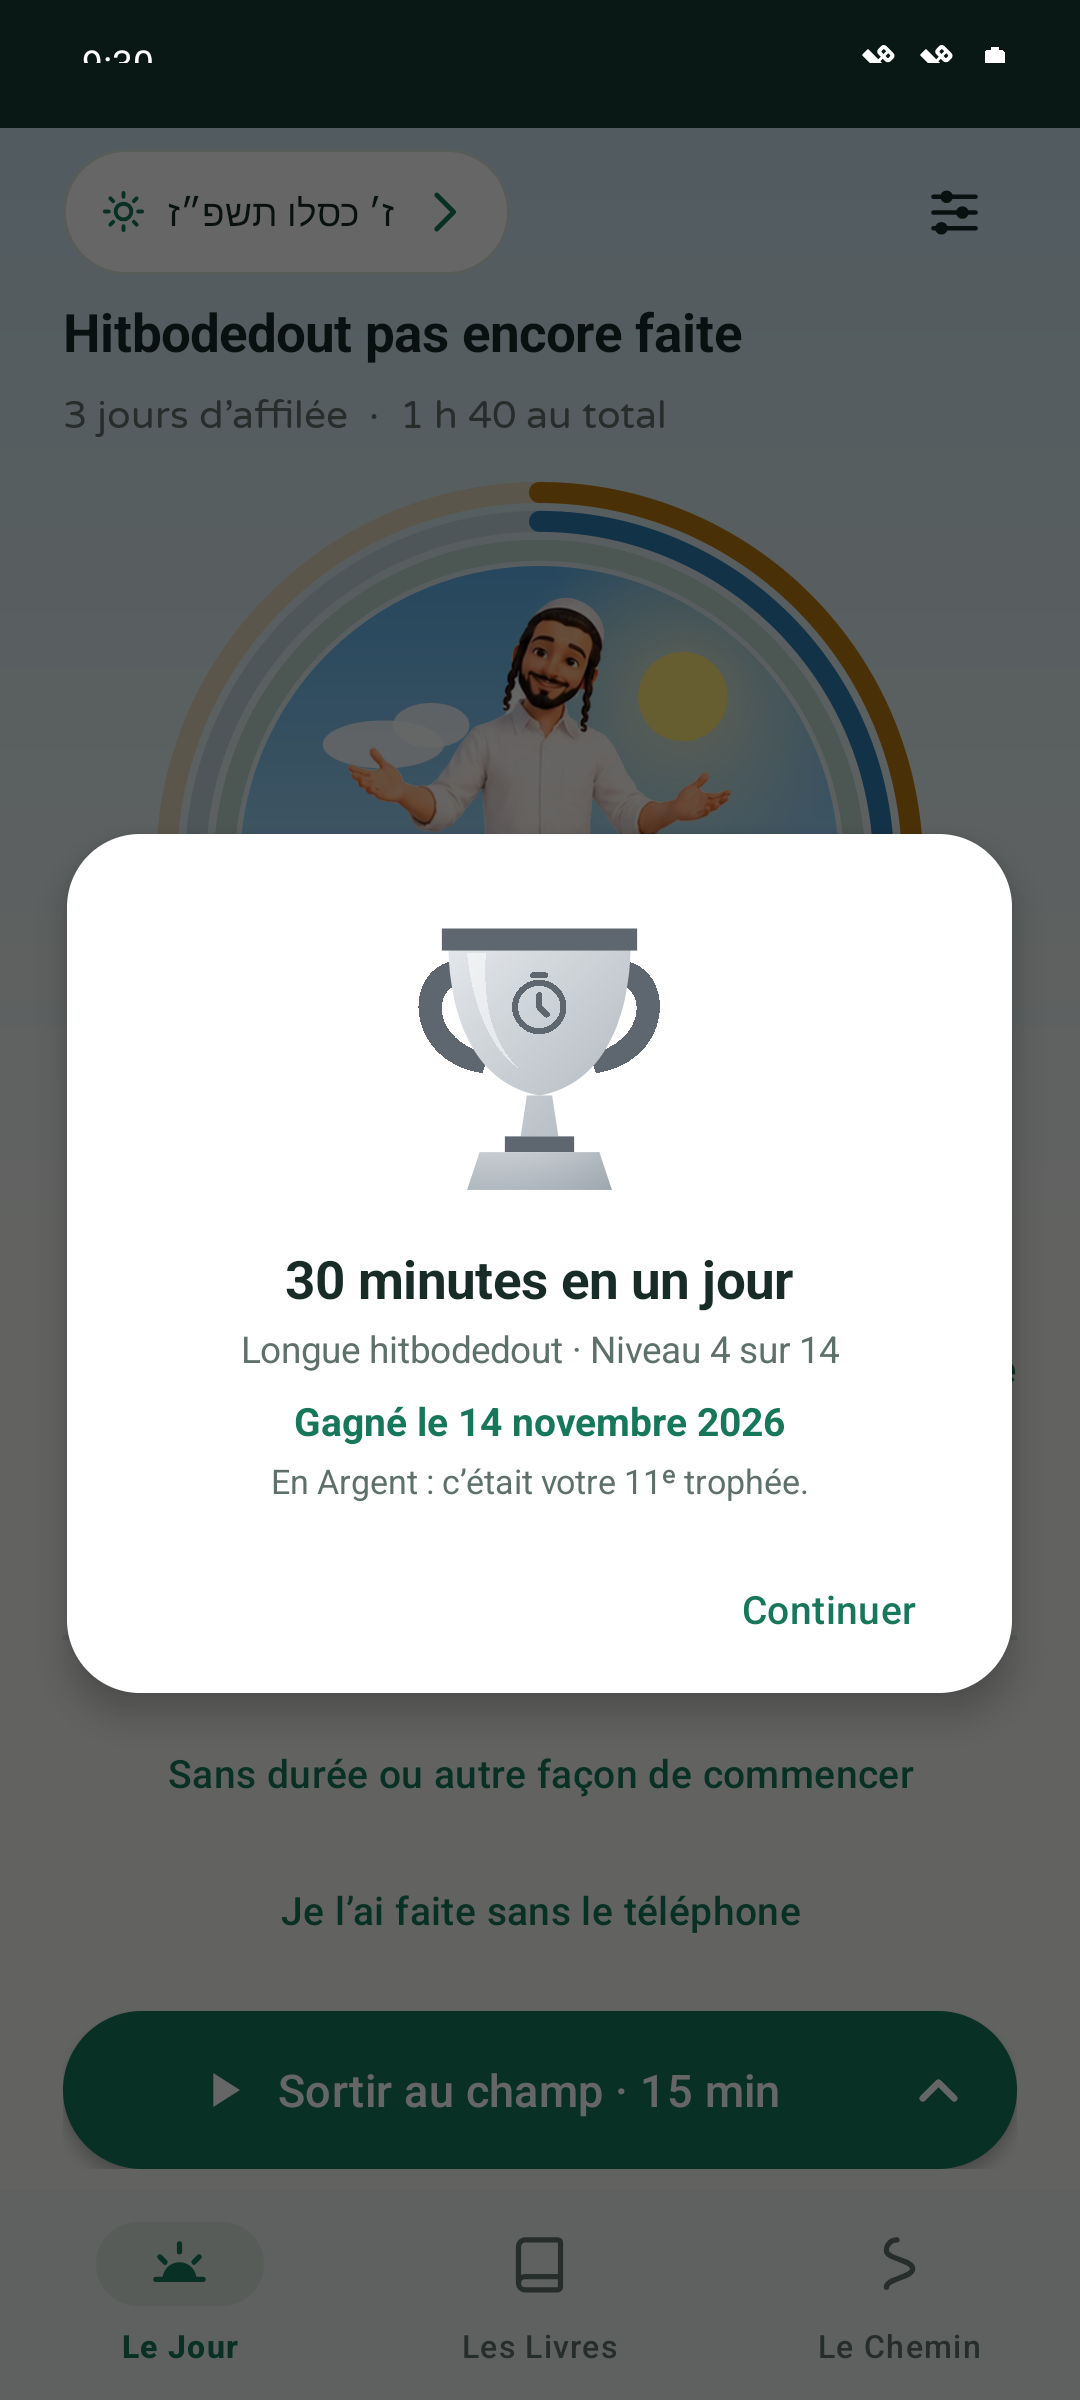 ז׳ כסלו תשפ״ז
Hitbodedout pas encore faite
3 jours d’affilée · 1 h 40 au total
30 minutes en un jour
Longue hitbodedout · Niveau 4 sur 14
Gagné le 14 novembre 2026
En Argent : c’était votre 11ᵉ trophée.
Continuer
Sans durée ou autre façon de commencer
Je l’ai faite sans le téléphone
Sortir au champ · 15 min
Le Jour
Les Livres
Le Chemin